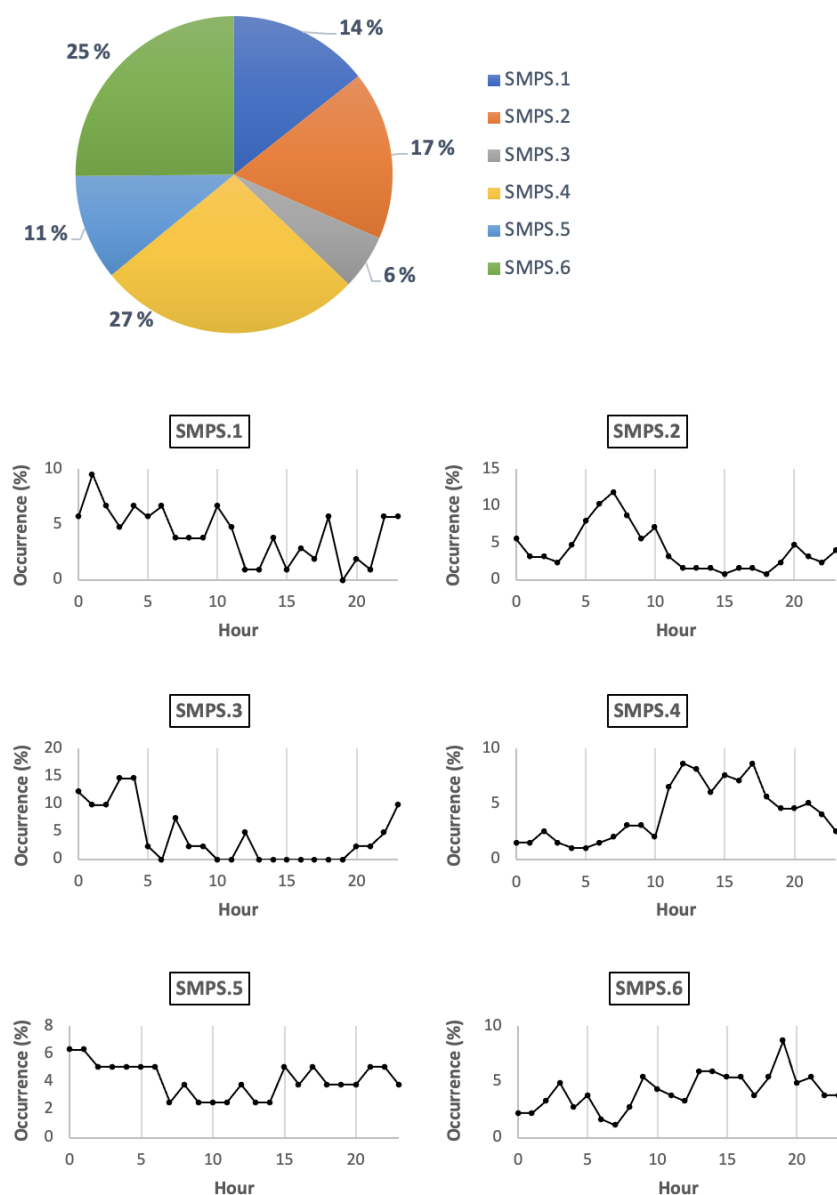 14 %
25 %
17 %
11 %
6 %
27 %
SMPS.1
SMPS.2
SMPS.3
SMPS.4
SMPS.5
SMPS.6
SMPS.1
Occurrence (%)
10
5
0
0 5 10 15 20
Hour
SMPS.2
Occurrence (%)
15
10
5
0
0 5 10 15 20
Hour
SMPS.3
Occurrence (%)
20
15
10
5
0
0 5 10 15 20
Hour
SMPS.4
Occurrence (%)
10
5
0
0 5 10 15 20
Hour
SMPS.5
Occurrence (%)
8
6
4
2
0
0 5 10 15 20
Hour
SMPS.6
Occurrence (%)
10
5
0
0 5 10 15 20
Hour